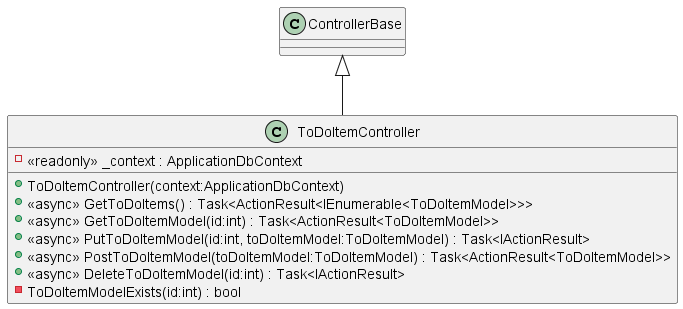 C ControllerBase
C ToDoItemController
«readonly» _context : ApplicationDbContext
ToDoItemController(context:ApplicationDbContext)
«async» GetToDoItems() : Task<ActionResult<IEnumerable<ToDoItemModel>>>
«async» GetToDoItemModel(id:int) : Task<ActionResult<ToDoItemModel>>
«async» PutToDoItemModel(id:int, toDoItemModel:ToDoItemModel) : Task<IActionResult>
«async» PostToDoItemModel(toDoItemModel:ToDoItemModel) : Task<ActionResult<ToDoItemModel>>
«async» DeleteToDoItemModel(id:int) : Task<IActionResult>
ToDoItemModelExists(id:int) : bool